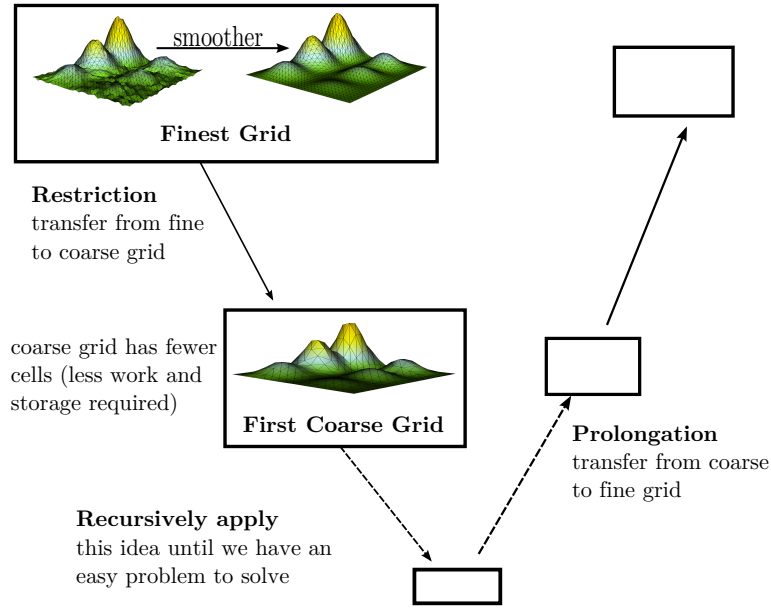 smoother
Finest Grid
Restriction
transfer from fine
to coarse grid
coarse grid has fewer
cells (less work and
storage required)
First Coarse Grid
Prolongation
transfer from coarse
to fine grid
Recursively apply
this idea until we have an
easy problem to solve